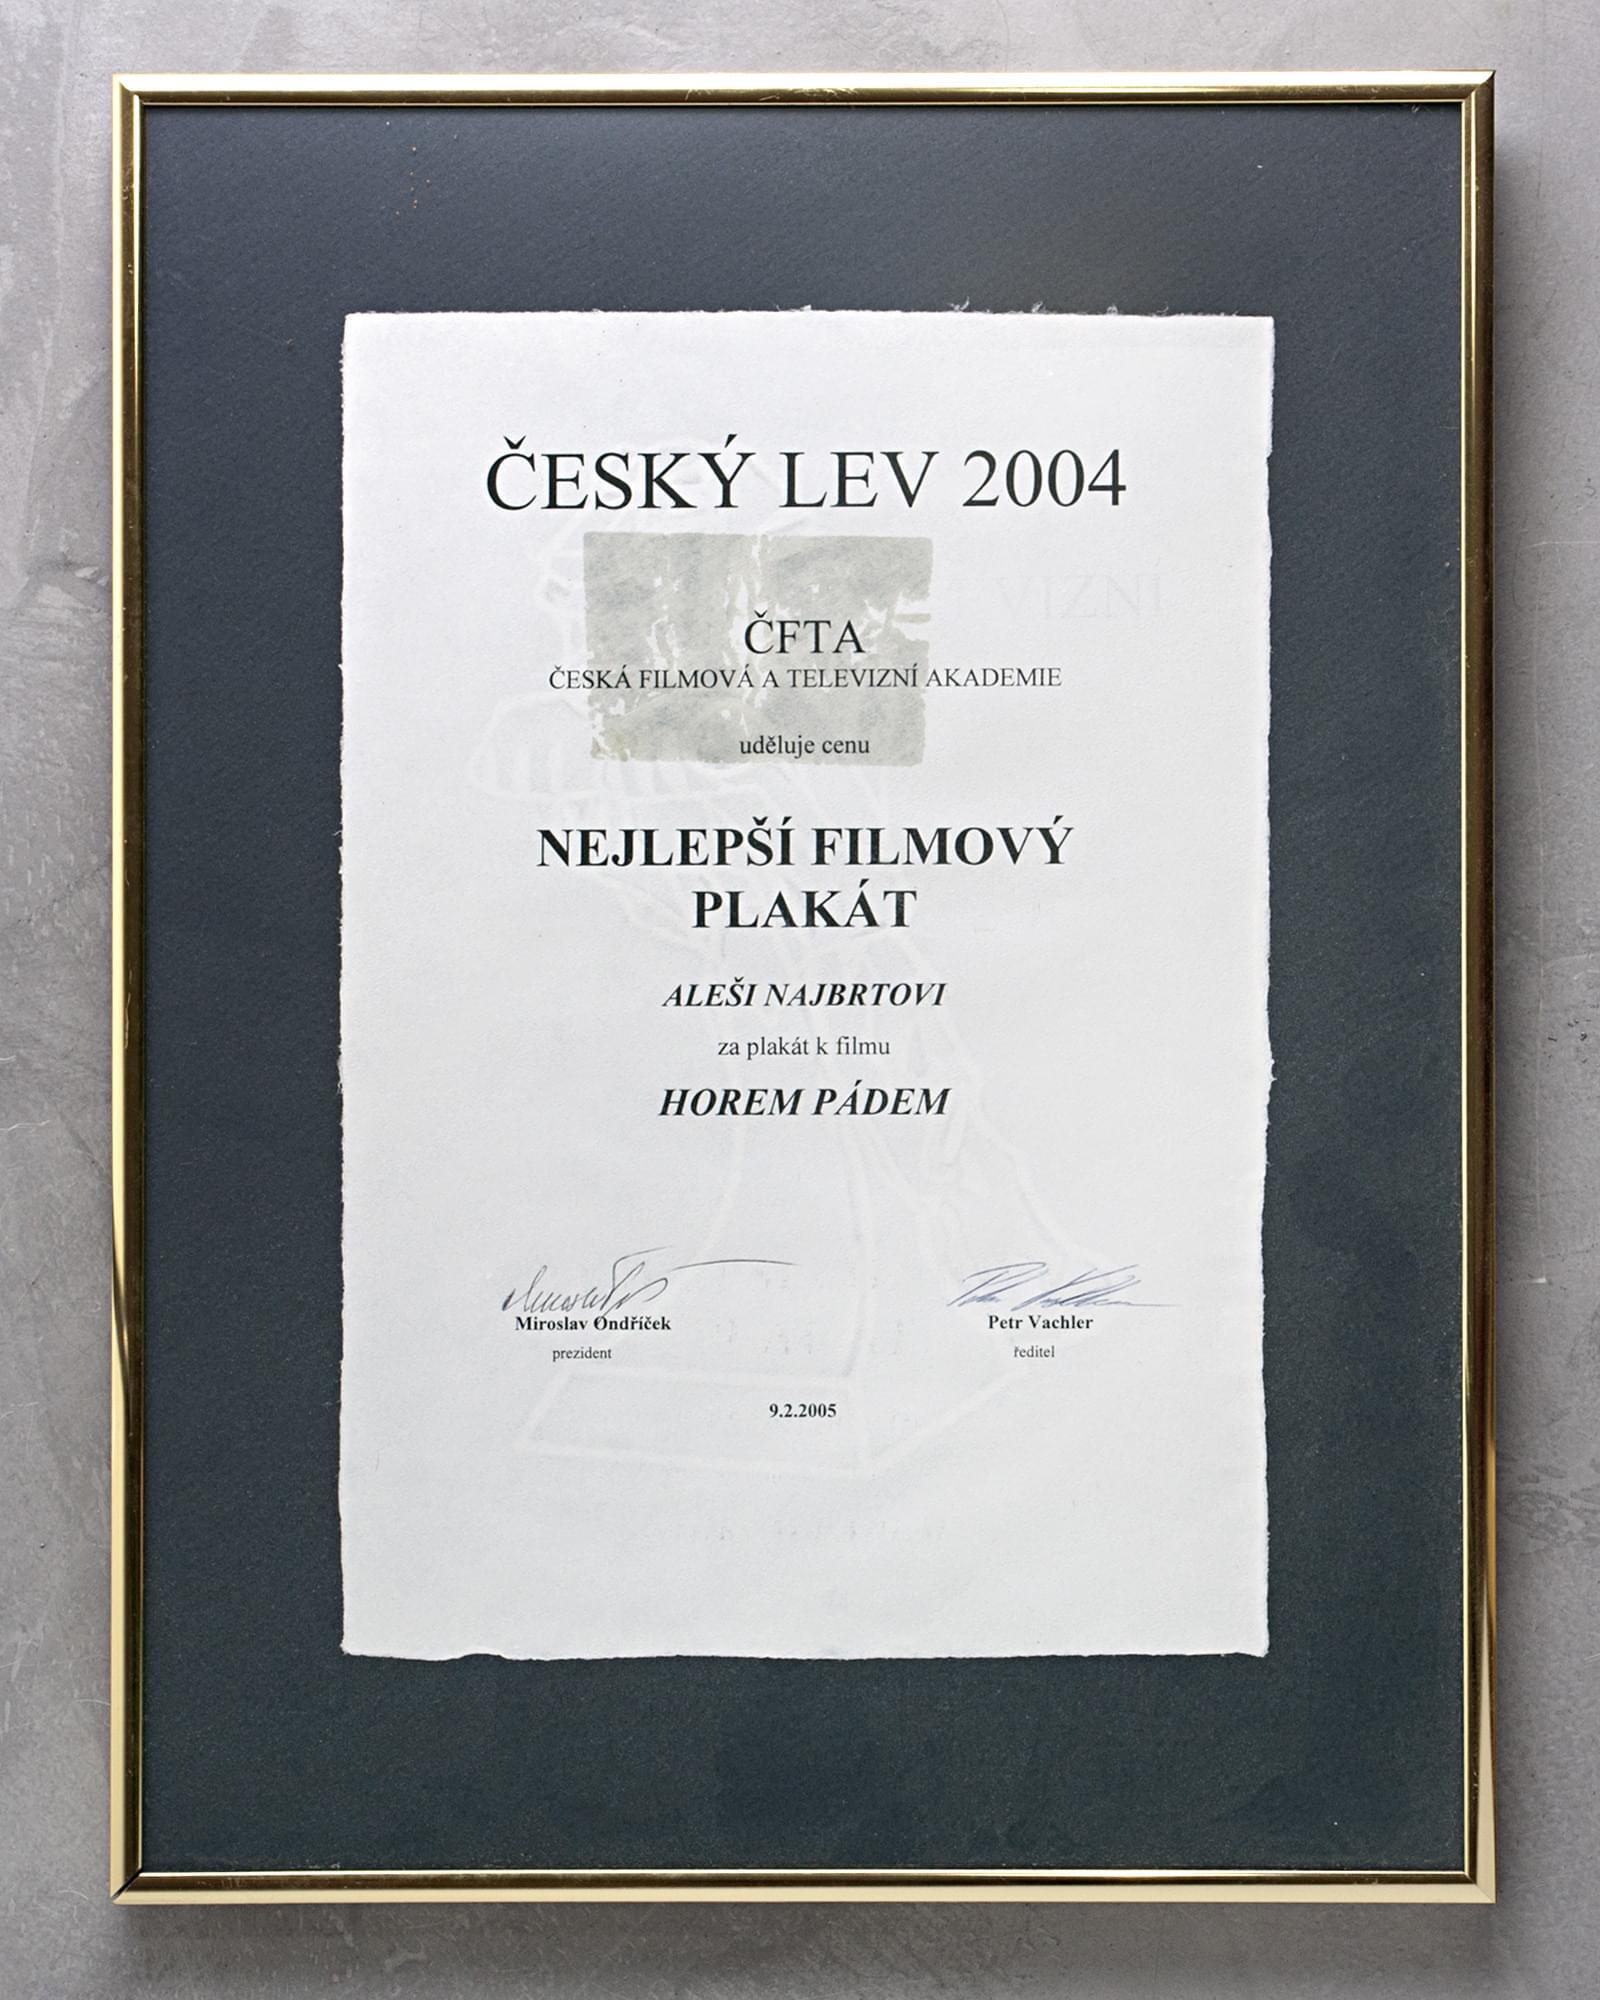 ČESKÝ LEV 2004
VIZNÍ
ČFTA
ČESKÁ FILMOVÁ A TELEVIZNÍ AKADEMIE
uděluje cenu
NEJLEPŠÍ FILMOVÝ
PLAKÁT
ALEŠI NAJBRTOVI
za plakát k filmu
HOREM PÁDEM
Miroslav Ondříček
Petr Vachler
prezident
ředitel
9.2.2005